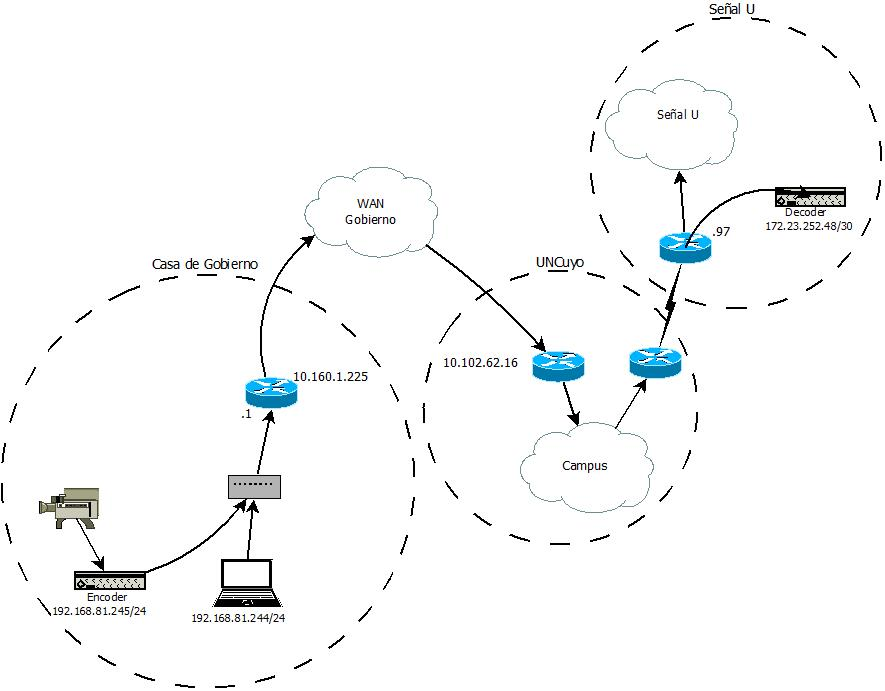 Señal U
Señal U
Decoder
172.23.252.48/30
.97
WAN
Gobierno
Casa de Gobierno
UNCuyo
10.160.1.225
.1
10.102.62.16
Campus
Encoder
192.168.81.245/24
192.168.81.244/24